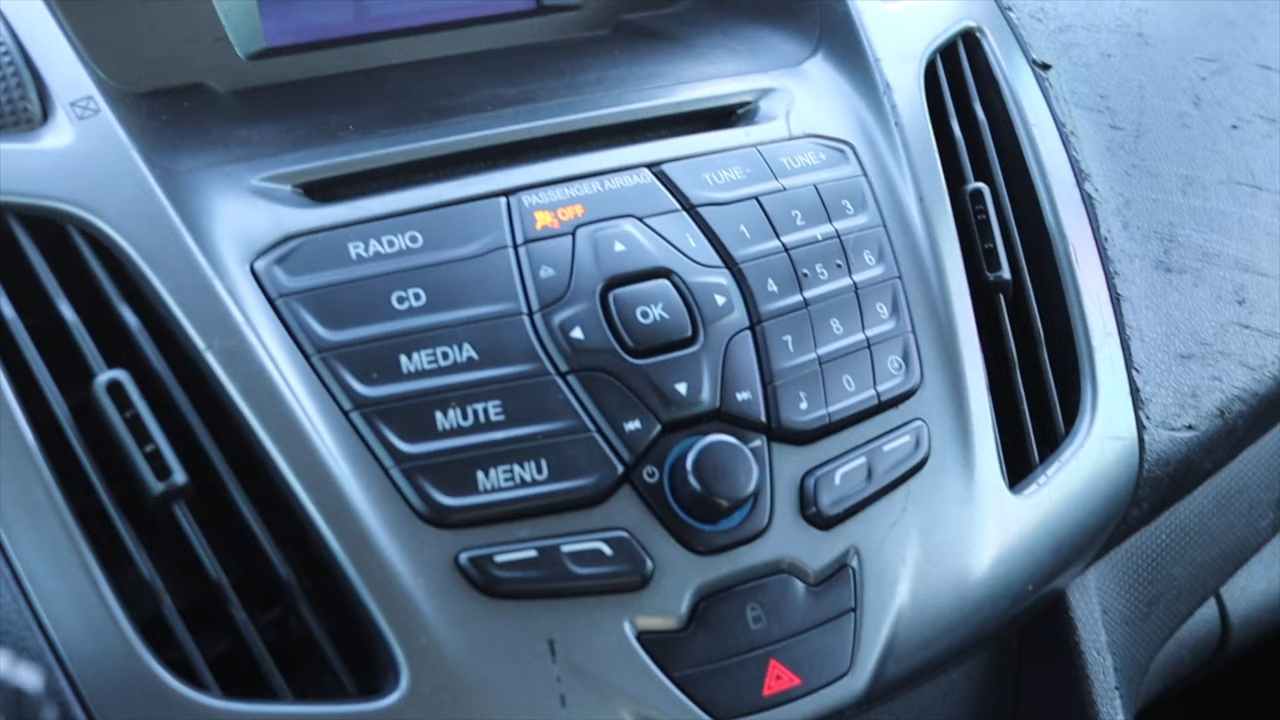 PASSENGER AIRBAG
OFF
TUNE-
TUNE+
RADIO
CD
MEDIA
MUTE
MENU
OK
i
1
2
3
4
5
6
7
8
9
0